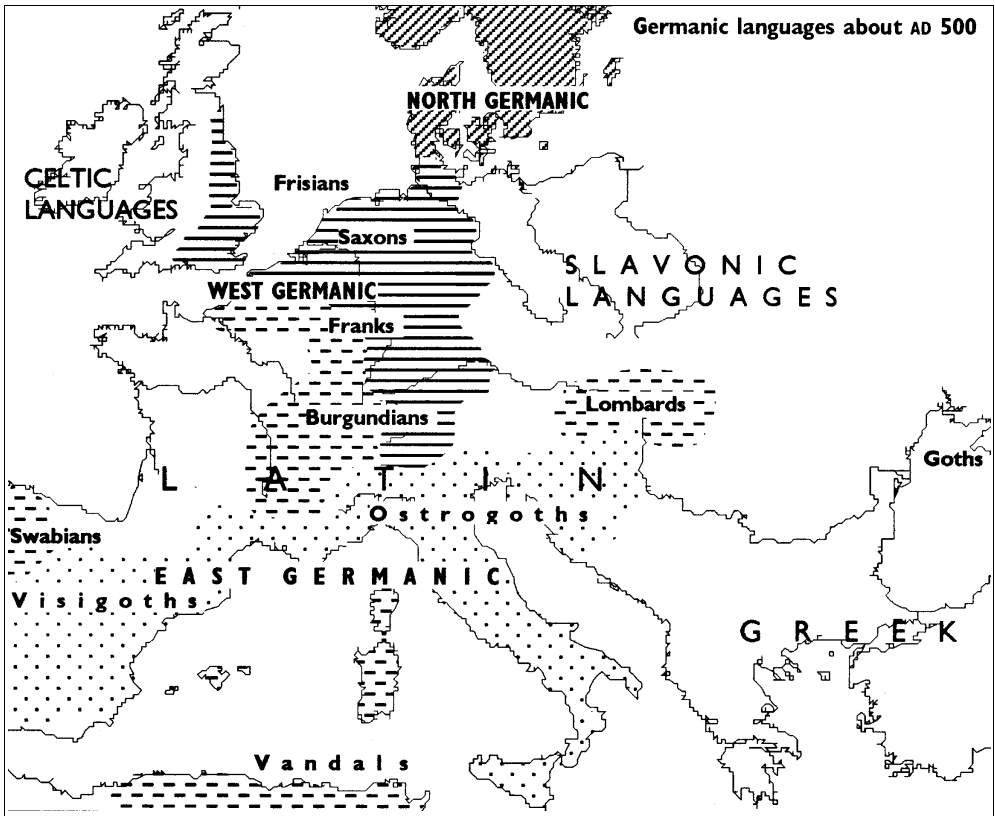 Germanic languages about AD 500
NORTH GERMANIC
CELTIC
LANGUAGES
Frisians
Saxons
SLAVONIC
LANGUAGES
WEST GERMANIC
Franks
Lombards
Burgundians
Goths
LATIN
Ostrogoths
Swabians
EAST GERMANIC
Visigoths
GREEK
Vandals